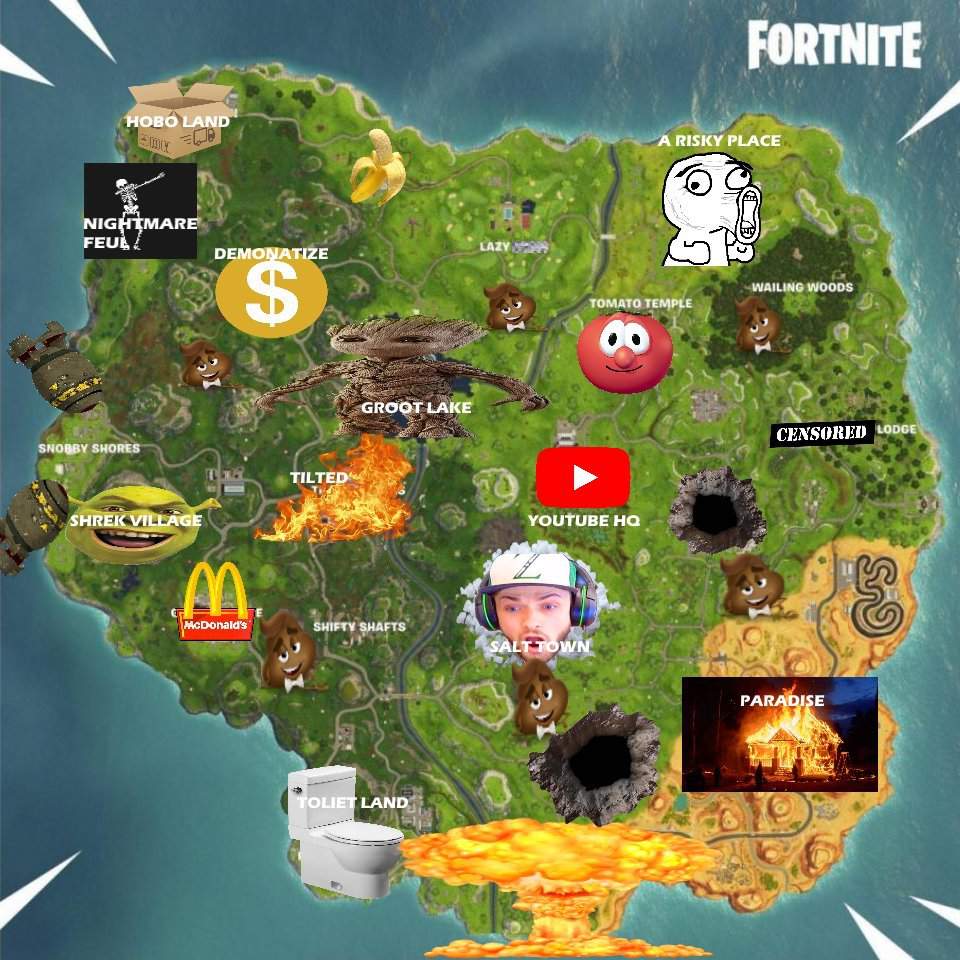 FORTNITE
HOBO LAND
A RISKY PLACE
NIGHTMARE
FEUL
LAZY
DEMONATIZE
$
WAILING WOODS
TOMATO TEMPLE
GROOT LAKE
CENSORED LODGE
SNOBBY SHORES
TILTED
SHREK VILLAGE
YOUTUBE HQ
McDonald's
SHIFTY SHAFTS
SALT TOWN
PARADISE
TOLIET LAND